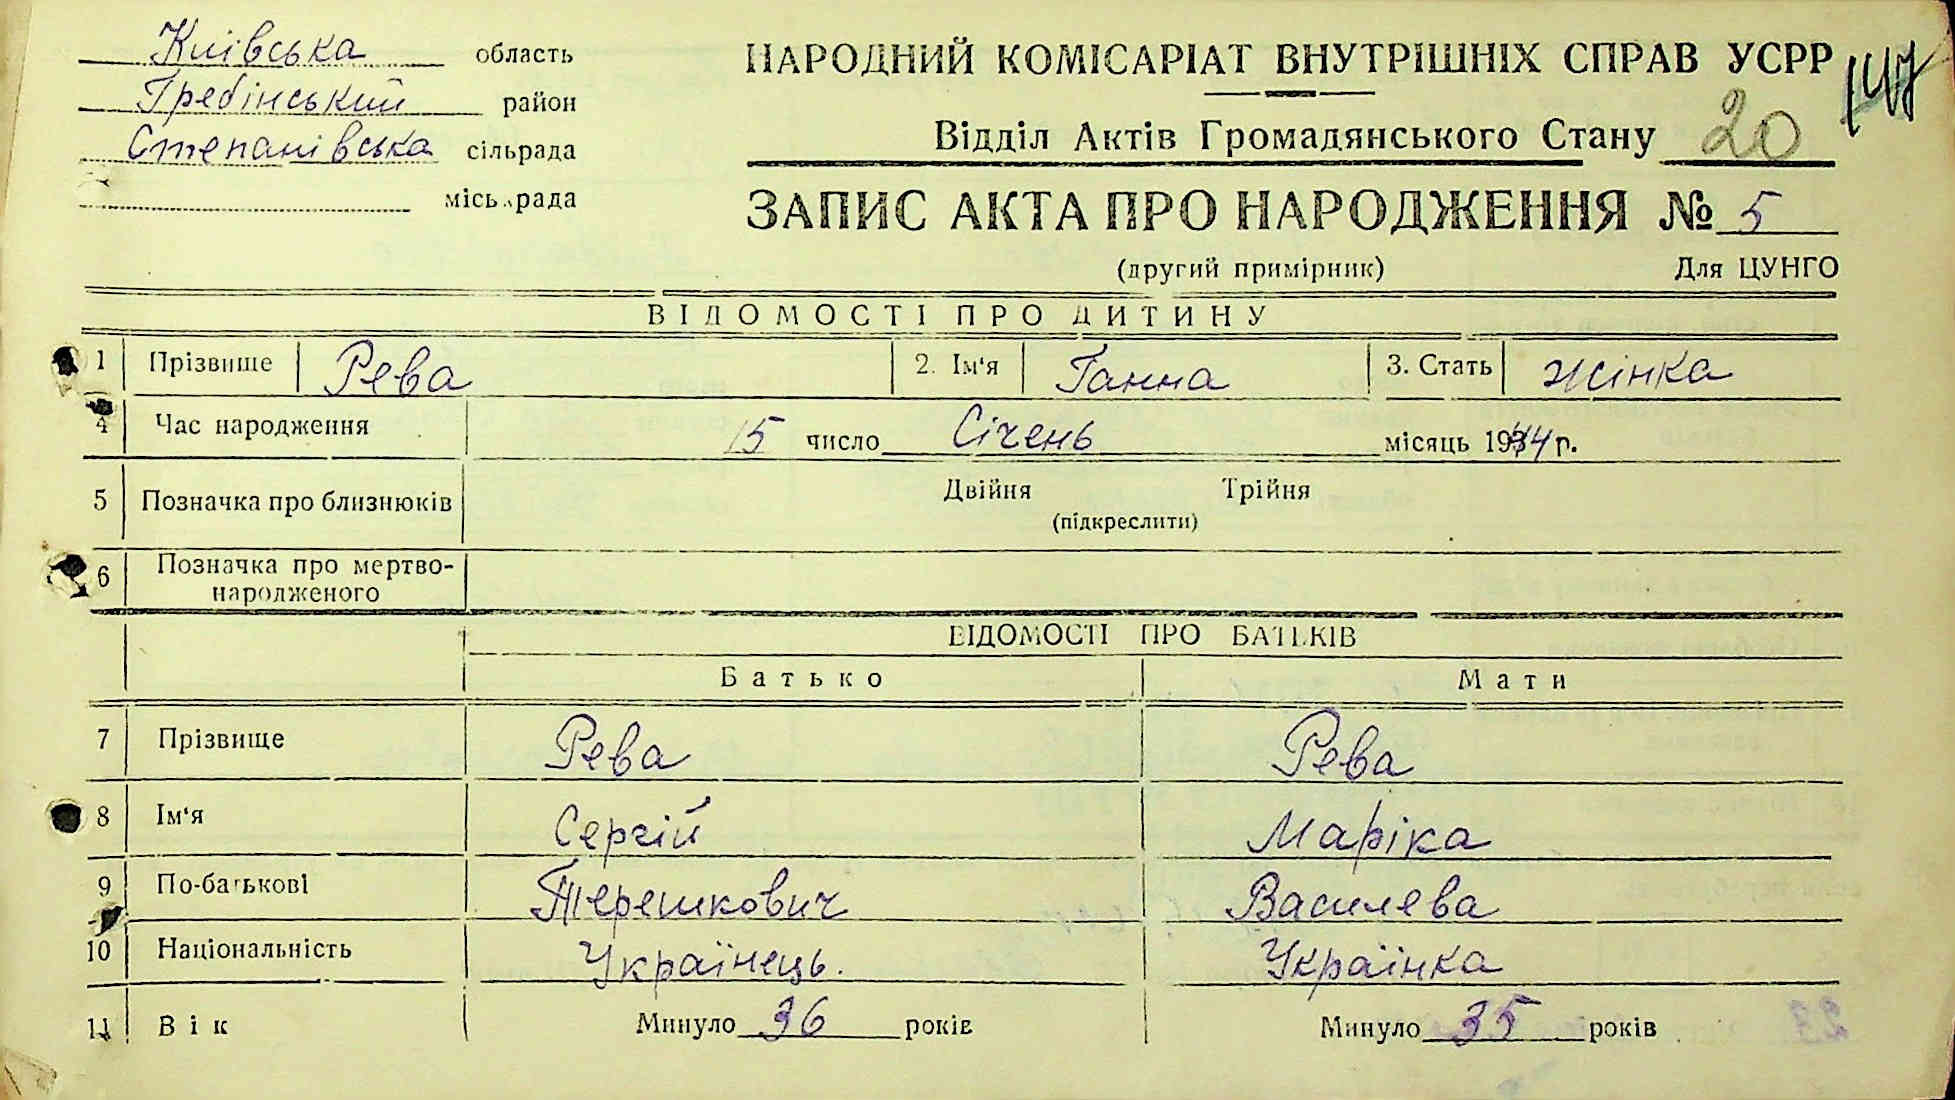 Київська область
Гребінський район
Степанівська сільрада
міськрада
НАРОДНИЙ КОМІСАРІАТ ВНУТРІШНІХ СПРАВ УСРР
147
Відділ Актів Громадянського Стану 20
ЗАПИС АКТА ПРО НАРОДЖЕННЯ № 5
(другий примірник) Для ЦУНГО
ВІДОМОСТІ ПРО ДИТИНУ
1 Прізвище Рева 2. Ім'я Ганна 3. Стать жінка
4 Час народження 15 число Січень місяць 1944 р.
5 Позначка про близнюків Двійня Трійня
(підкреслити)
6 Позначка про мертво-
народженого
ВІДОМОСТІ ПРО БАТЬКІВ
Батько Мати
7 Прізвище Рева Рева
8 Ім'я Сергій Маріка
9 По-батькові Терешкович Василева
10 Національність Українець. Українка
11 Вік Минуло 36 років Минуло 35 років